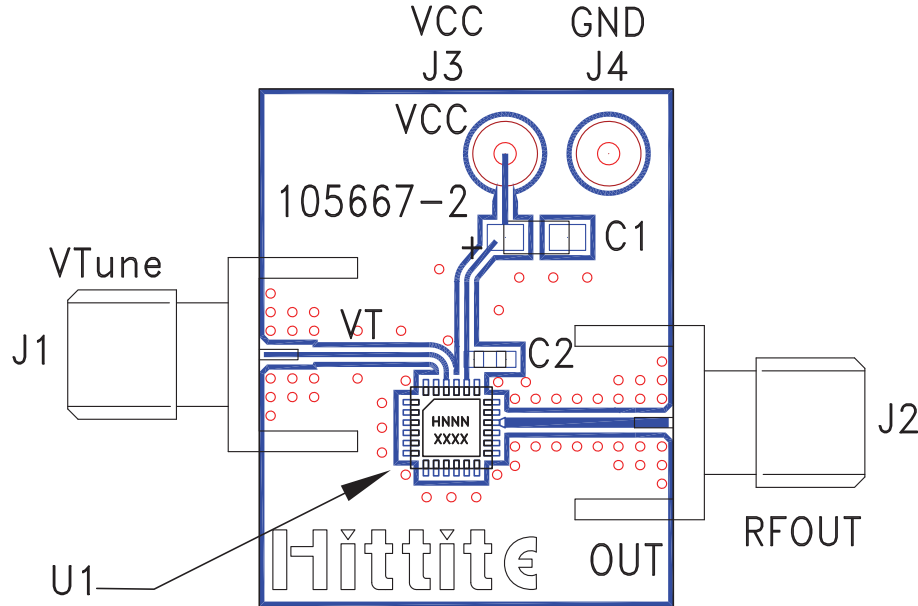 VCC GND
J3 J4
VCC
105667-2
C1
VTune
VT
J1
C2
HNNN
XXXX
J2
RFOUT
OUT
Hittite
U1